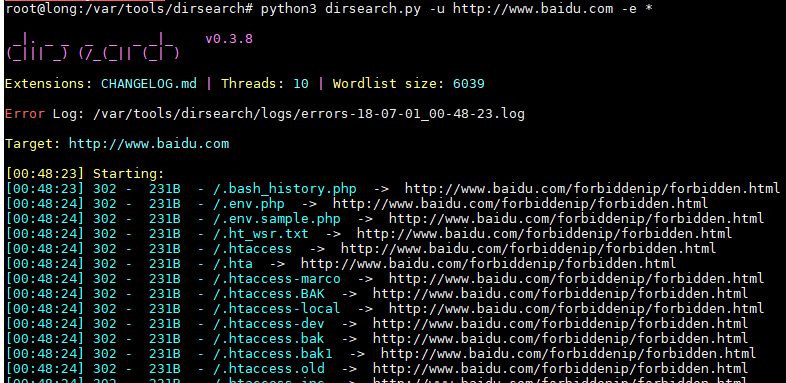 root@long:/var/tools/dirsearch# python3 dirsearch.py -u http://www.baidu.com -e *
_|. _ _  _  _  _ _|_    v0.3.8
(_||| _) (/_(_|| (_| )
Extensions: CHANGELOG.md | Threads: 10 | Wordlist size: 6039
Error Log: /var/tools/dirsearch/logs/errors-18-07-01_00-48-23.log
Target: http://www.baidu.com
[00:48:23] Starting:
[00:48:23] 302 -  231B  - /.bash_history.php  ->  http://www.baidu.com/forbiddenip/forbidden.html
[00:48:24] 302 -  231B  - /.env.php  ->  http://www.baidu.com/forbiddenip/forbidden.html
[00:48:24] 302 -  231B  - /.env.sample.php  ->  http://www.baidu.com/forbiddenip/forbidden.html
[00:48:24] 302 -  231B  - /.ht_wsr.txt  ->  http://www.baidu.com/forbiddenip/forbidden.html
[00:48:24] 302 -  231B  - /.htaccess  ->  http://www.baidu.com/forbiddenip/forbidden.html
[00:48:24] 302 -  231B  - /.hta  ->  http://www.baidu.com/forbiddenip/forbidden.html
[00:48:24] 302 -  231B  - /.htaccess-marco  ->  http://www.baidu.com/forbiddenip/forbidden.html
[00:48:24] 302 -  231B  - /.htaccess.BAK  ->  http://www.baidu.com/forbiddenip/forbidden.html
[00:48:24] 302 -  231B  - /.htaccess-local  ->  http://www.baidu.com/forbiddenip/forbidden.html
[00:48:24] 302 -  231B  - /.htaccess-dev  ->  http://www.baidu.com/forbiddenip/forbidden.html
[00:48:24] 302 -  231B  - /.htaccess.bak  ->  http://www.baidu.com/forbiddenip/forbidden.html
[00:48:24] 302 -  231B  - /.htaccess.bak1  ->  http://www.baidu.com/forbiddenip/forbidden.html
[00:48:24] 302 -  231B  - /.htaccess.old  ->  http://www.baidu.com/forbiddenip/forbidden.html